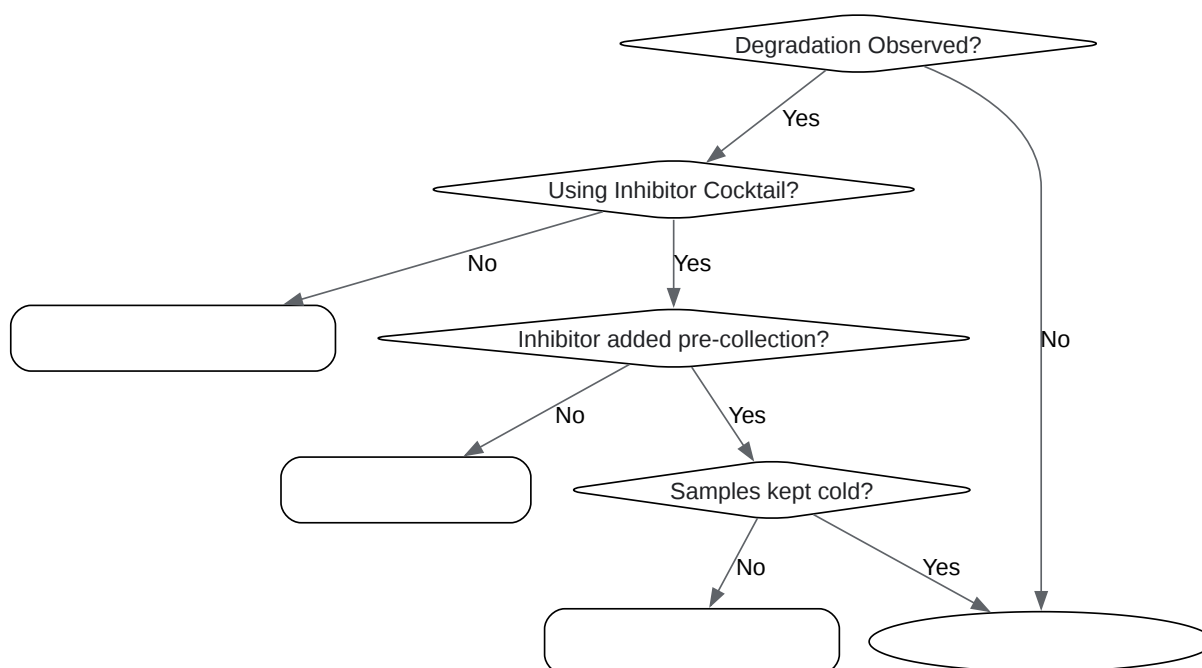 Degradation Observed?
Yes
Using Inhibitor Cocktail?
No
Yes
Inhibitor added pre-collection?
No
No
Yes
Samples kept cold?
No
Yes